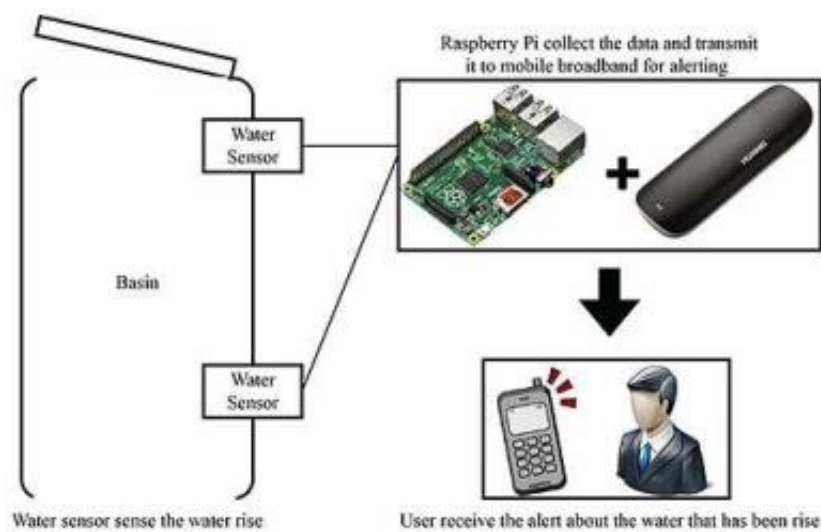 Raspberry Pi collect the data and transmit
it to mobile broadband for alerting
Water
Sensor
HUAWEI
Basin
Water
Sensor
Water sensor sense the water rise
User receive the alert about the water that has been rise